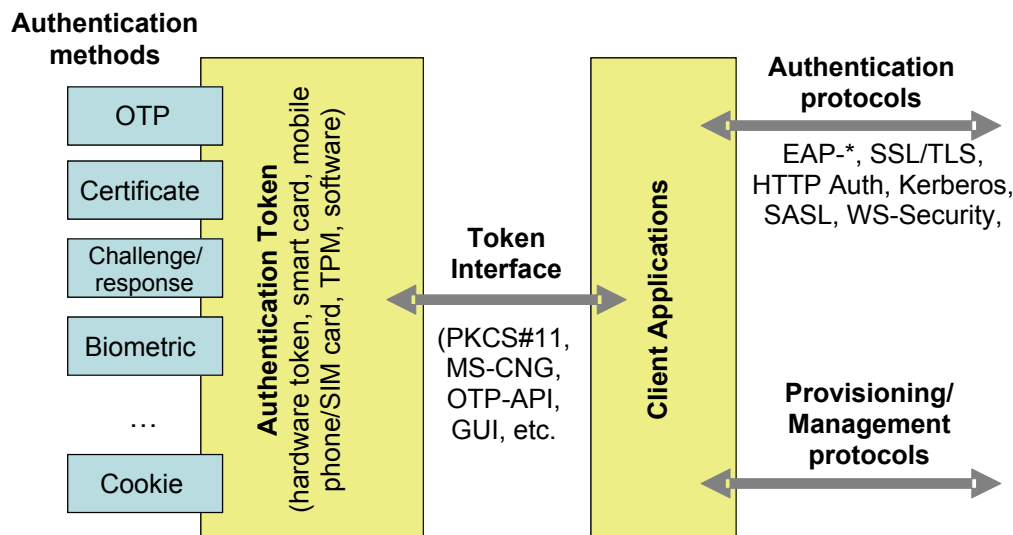 Authentication
methods
OTP
Certificate
Challenge/
response
Biometric
...
Cookie
Authentication Token
(hardware token, smart card, mobile
phone/SIM card, TPM, software)
Token
Interface
(PKCS#11,
MS-CNG,
OTP-API,
GUI, etc.
Client Applications
Authentication
protocols
EAP-*, SSL/TLS,
HTTP Auth, Kerberos,
SASL, WS-Security,
Provisioning/
Management
protocols